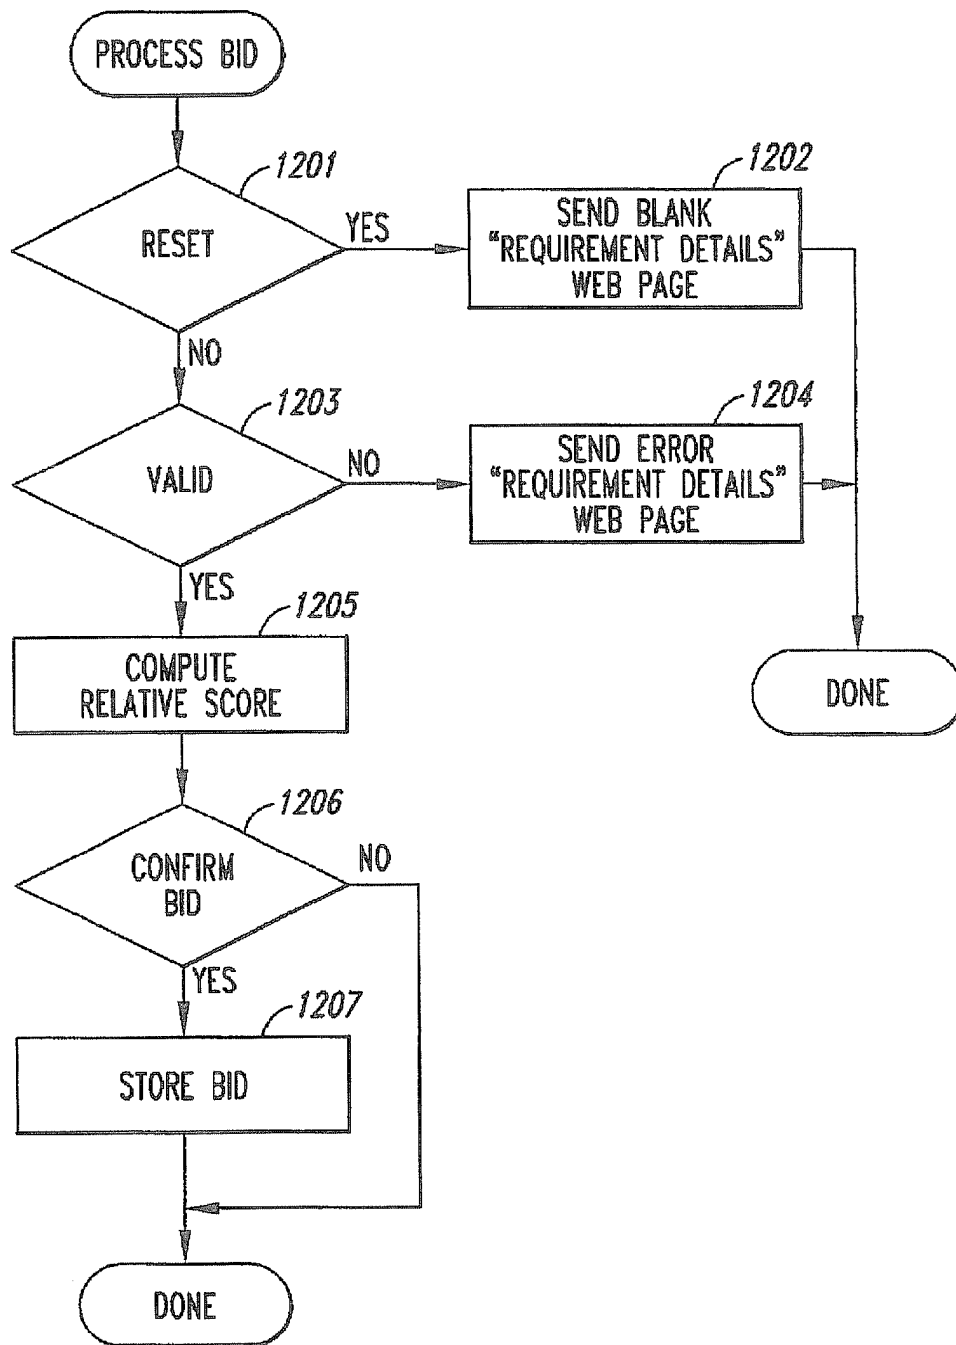 PROCESS BID
1201
RESET
YES
1202
SEND BLANK
"REQUIREMENT DETAILS"
WEB PAGE
NO
1203
VALID
NO
1204
SEND ERROR
"REQUIREMENT DETAILS"
WEB PAGE
YES
1205
COMPUTE
RELATIVE SCORE
DONE
1206
CONFIRM
BID
NO
YES
1207
STORE BID
DONE